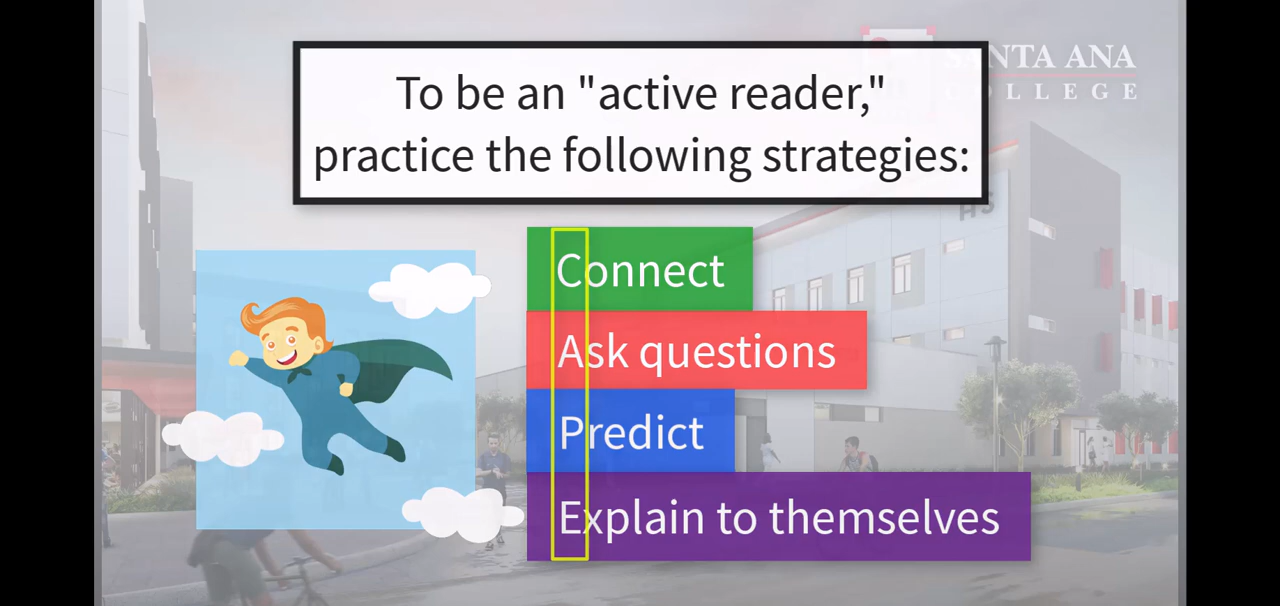 SANTA ANA
COLLEGE
To be an "active reader,"
practice the following strategies:
Connect
Ask questions
Predict
Explain to themselves